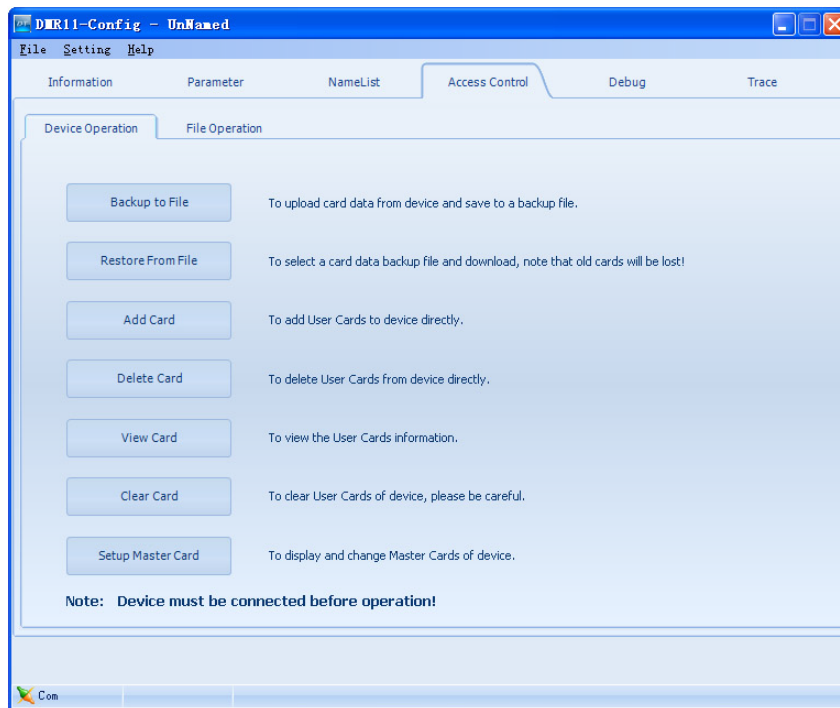 DMR11-Config - UnNamed
File Setting Help
Information Parameter NameList Access Control Debug Trace
Device Operation File Operation
Backup to File To upload card data from device and save to a backup file.
Restore From File To select a card data backup file and download, note that old cards will be lost!
Add Card To add User Cards to device directly.
Delete Card To delete User Cards from device directly.
View Card To view the User Cards information.
Clear Card To clear User Cards of device, please be careful.
Setup Master Card To display and change Master Cards of device.
Note: Device must be connected before operation!
Com